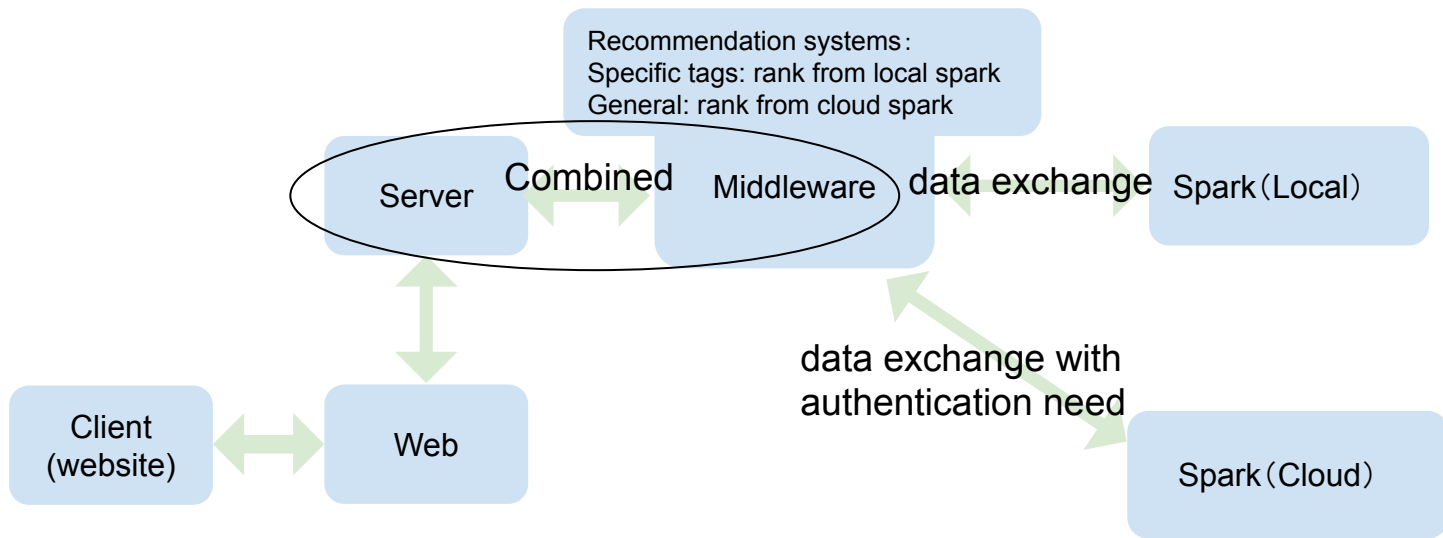 Recommendation systems：
Specific tags: rank from local spark
General: rank from cloud spark
Server
Combined
Middleware
data exchange
Spark（Local）
data exchange with
authentication need
Client
(website)
Web
Spark（Cloud）